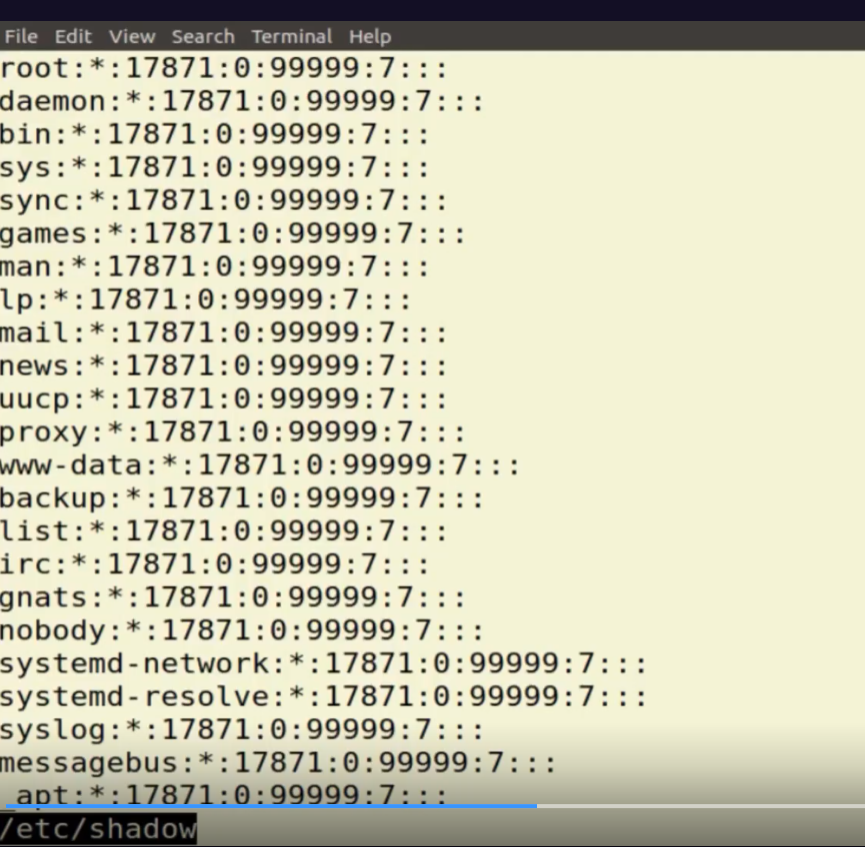 File Edit View Search Terminal Help
root:*:17871:0:99999:7:::
daemon:*:17871:0:99999:7:::
bin:*:17871:0:99999:7:::
sys:*:17871:0:99999:7:::
sync:*:17871:0:99999:7:::
games:*:17871:0:99999:7:::
man:*:17871:0:99999:7:::
lp:*:17871:0:99999:7:::
mail:*:17871:0:99999:7:::
news:*:17871:0:99999:7:::
uucp:*:17871:0:99999:7:::
proxy:*:17871:0:99999:7:::
www-data:*:17871:0:99999:7:::
backup:*:17871:0:99999:7:::
list:*:17871:0:99999:7:::
irc:*:17871:0:99999:7:::
gnats:*:17871:0:99999:7:::
nobody:*:17871:0:99999:7:::
systemd-network:*:17871:0:99999:7:::
systemd-resolve:*:17871:0:99999:7:::
syslog:*:17871:0:99999:7:::
messagebus:*:17871:0:99999:7:::
_apt:*:17871:0:99999:7:::
/etc/shadow